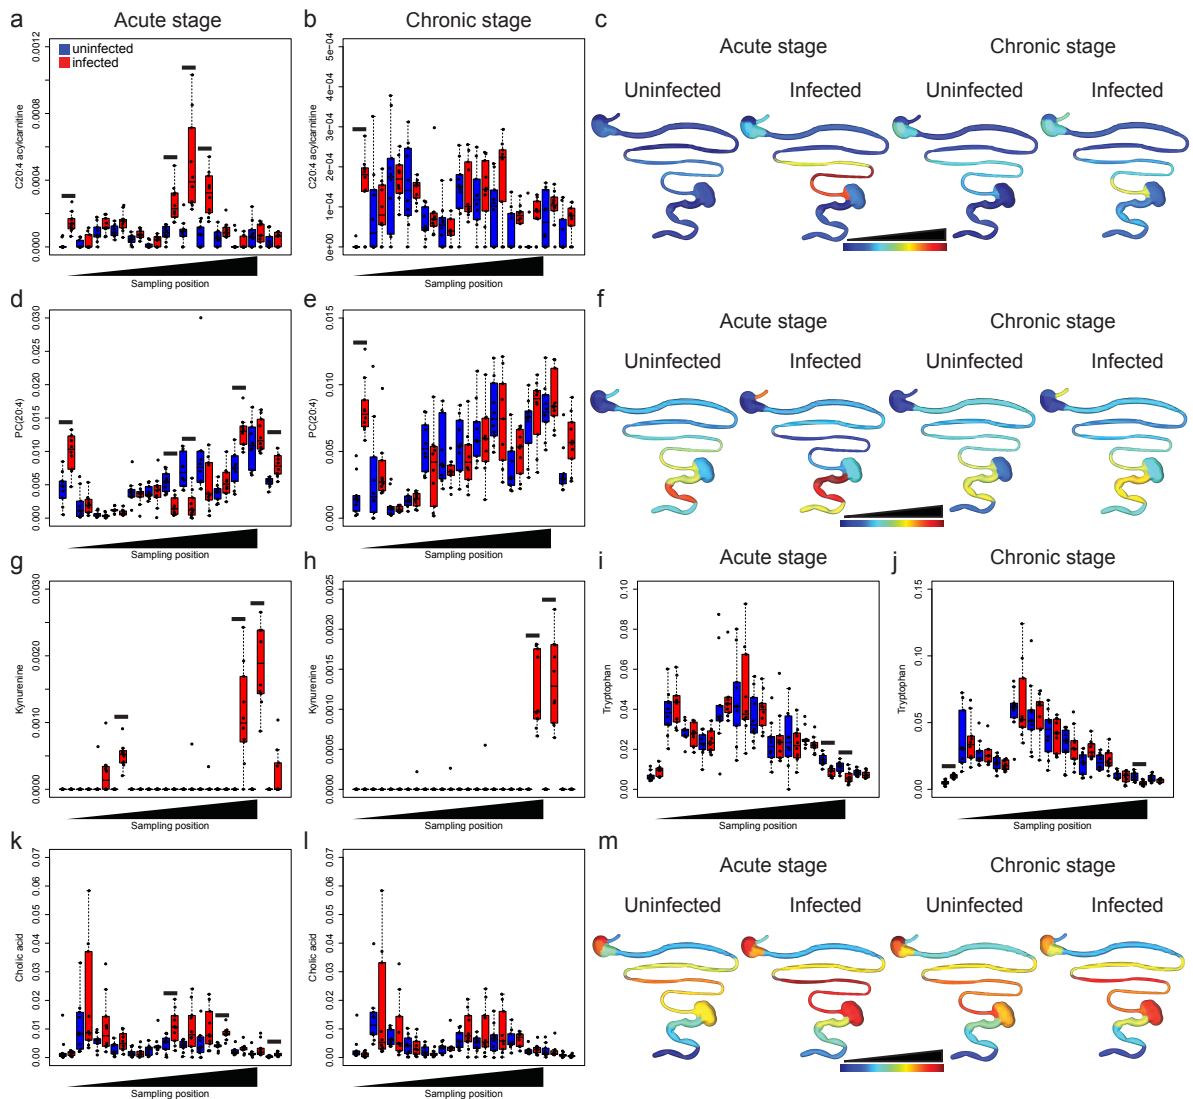 a Acute stage b Chronic stage c
Acute stage Chronic stage
Uninfected Infected Uninfected Infected
uninfected
infected
C20:4 acylcarnitine
0.0000 0.0004 0.0008 0.0012
Sampling position
C20:4 acylcarnitine
0e+00 1e-04 2e-04 3e-04 4e-04 5e-04
Sampling position
d e f
Acute stage Chronic stage
Uninfected Infected Uninfected Infected
PC(20:4)
0.000 0.005 0.010 0.015 0.020 0.025 0.030
Sampling position
PC(20:4)
0.000 0.005 0.010 0.015
Sampling position
g h i Acute stage j Chronic stage
Kynurenine
0.0000 0.0010 0.0020 0.0030
Sampling position
Kynurenine
0.0000 0.0005 0.0010 0.0015 0.0020 0.0025
Sampling position
Tryptophan
0.00 0.02 0.04 0.06 0.08 0.10
Sampling position
Tryptophan
0.00 0.05 0.10 0.15
Sampling position
k l m
Acute stage Chronic stage
Uninfected Infected Uninfected Infected
Cholic acid
0.00 0.01 0.02 0.03 0.04 0.05 0.06 0.07
Sampling position
Cholic acid
0.00 0.01 0.02 0.03 0.04 0.05 0.06 0.07
Sampling position